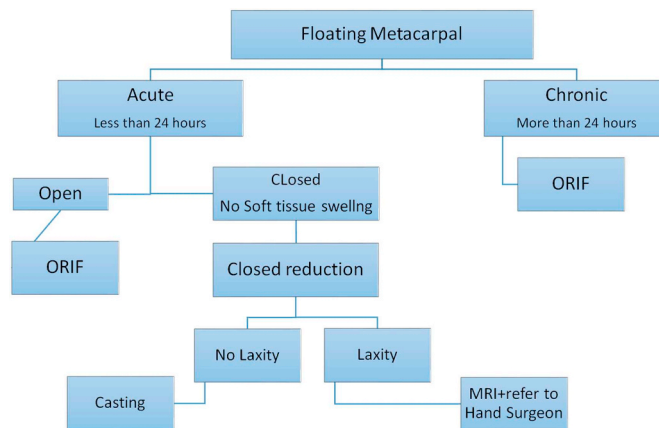 Floating Metacarpal
Acute
Less than 24 hours
Chronic
More than 24 hours
Open
CLosed
No Soft tissue swellng
ORIF
ORIF
Closed reduction
No Laxity
Laxity
Casting
MRI+refer to
Hand Surgeon